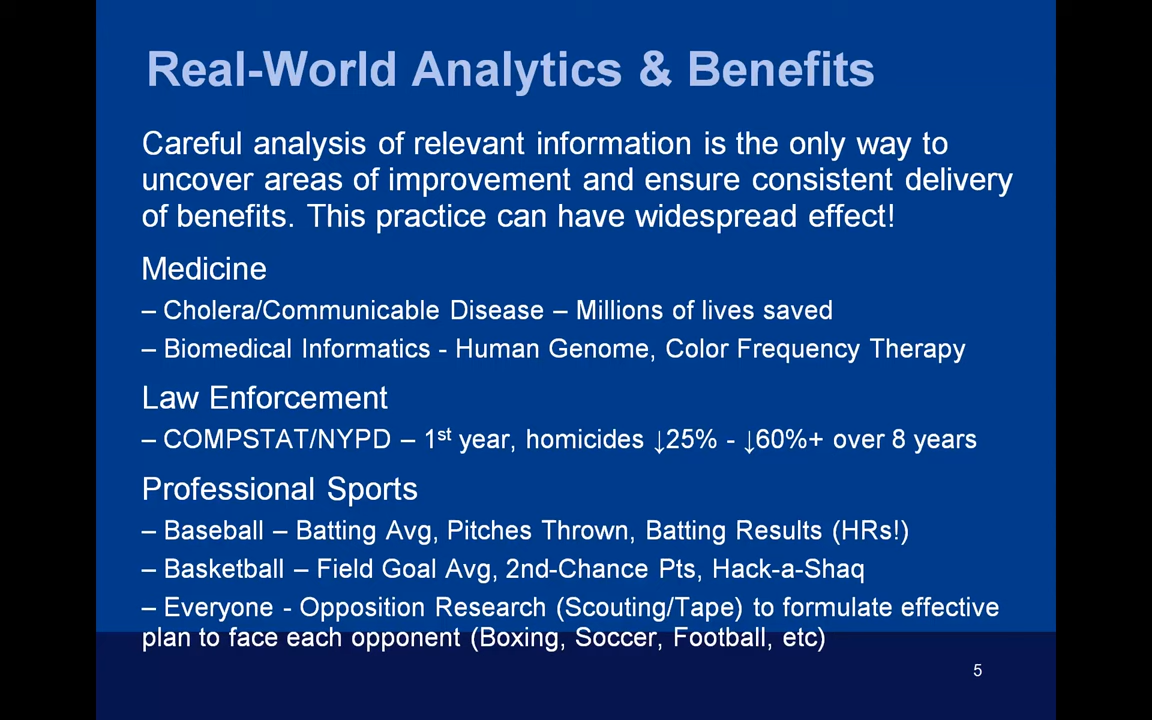 Real-World Analytics & Benefits
Careful analysis of relevant information is the only way to
uncover areas of improvement and ensure consistent delivery
of benefits. This practice can have widespread effect!
Medicine
– Cholera/Communicable Disease – Millions of lives saved
– Biomedical Informatics - Human Genome, Color Frequency Therapy
Law Enforcement
– COMPSTAT/NYPD – 1st year, homicides ↓25% - ↓60%+ over 8 years
Professional Sports
– Baseball – Batting Avg, Pitches Thrown, Batting Results (HRs!)
– Basketball – Field Goal Avg, 2nd-Chance Pts, Hack-a-Shaq
– Everyone - Opposition Research (Scouting/Tape) to formulate effective
plan to face each opponent (Boxing, Soccer, Football, etc)
5